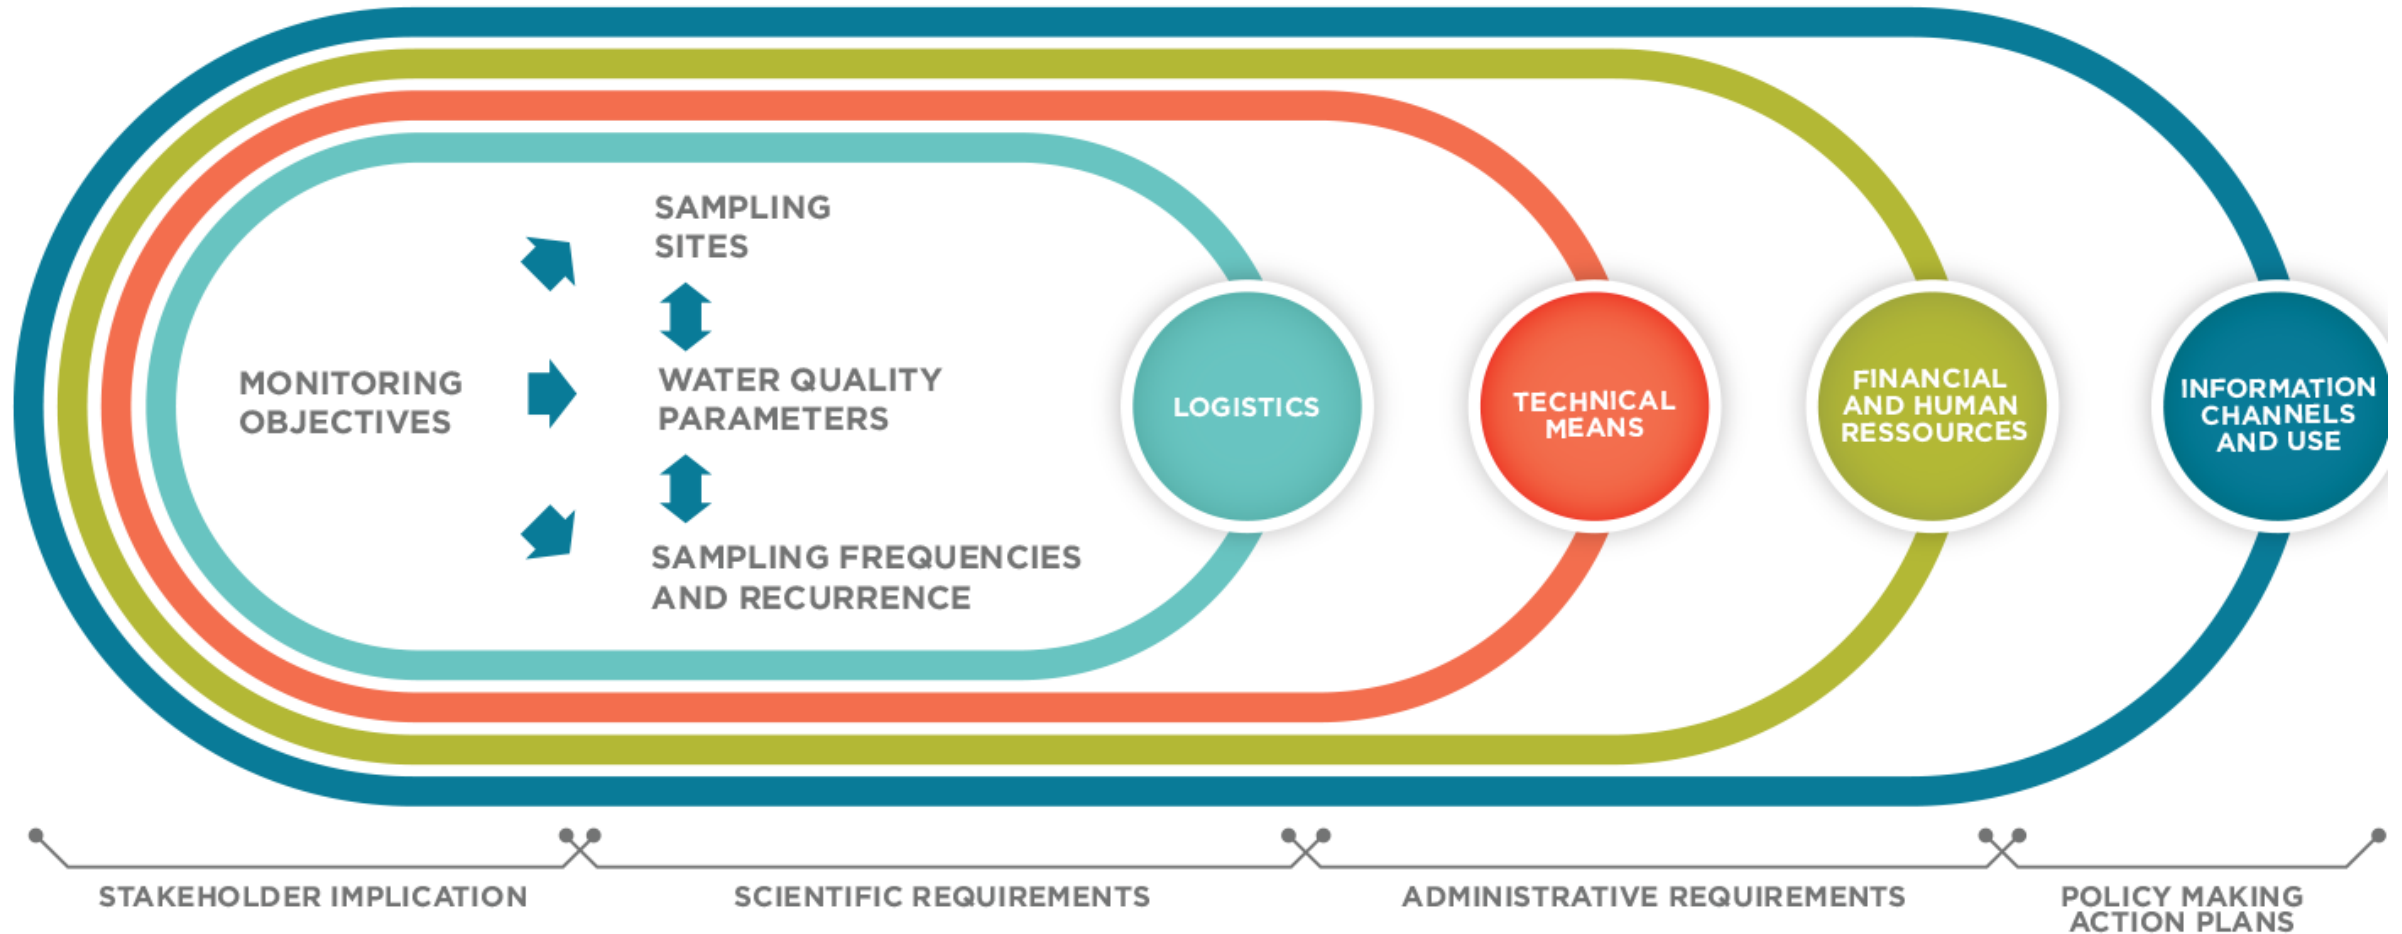 SAMPLING
SITES
MONITORING
OBJECTIVES
WATER QUALITY
PARAMETERS
SAMPLING FREQUENCIES
AND RECURRENCE
LOGISTICS
TECHNICAL
MEANS
FINANCIAL
AND HUMAN
RESSOURCES
INFORMATION
CHANNELS
AND USE
STAKEHOLDER IMPLICATION
SCIENTIFIC REQUIREMENTS
ADMINISTRATIVE REQUIREMENTS
POLICY MAKING
ACTION PLANS